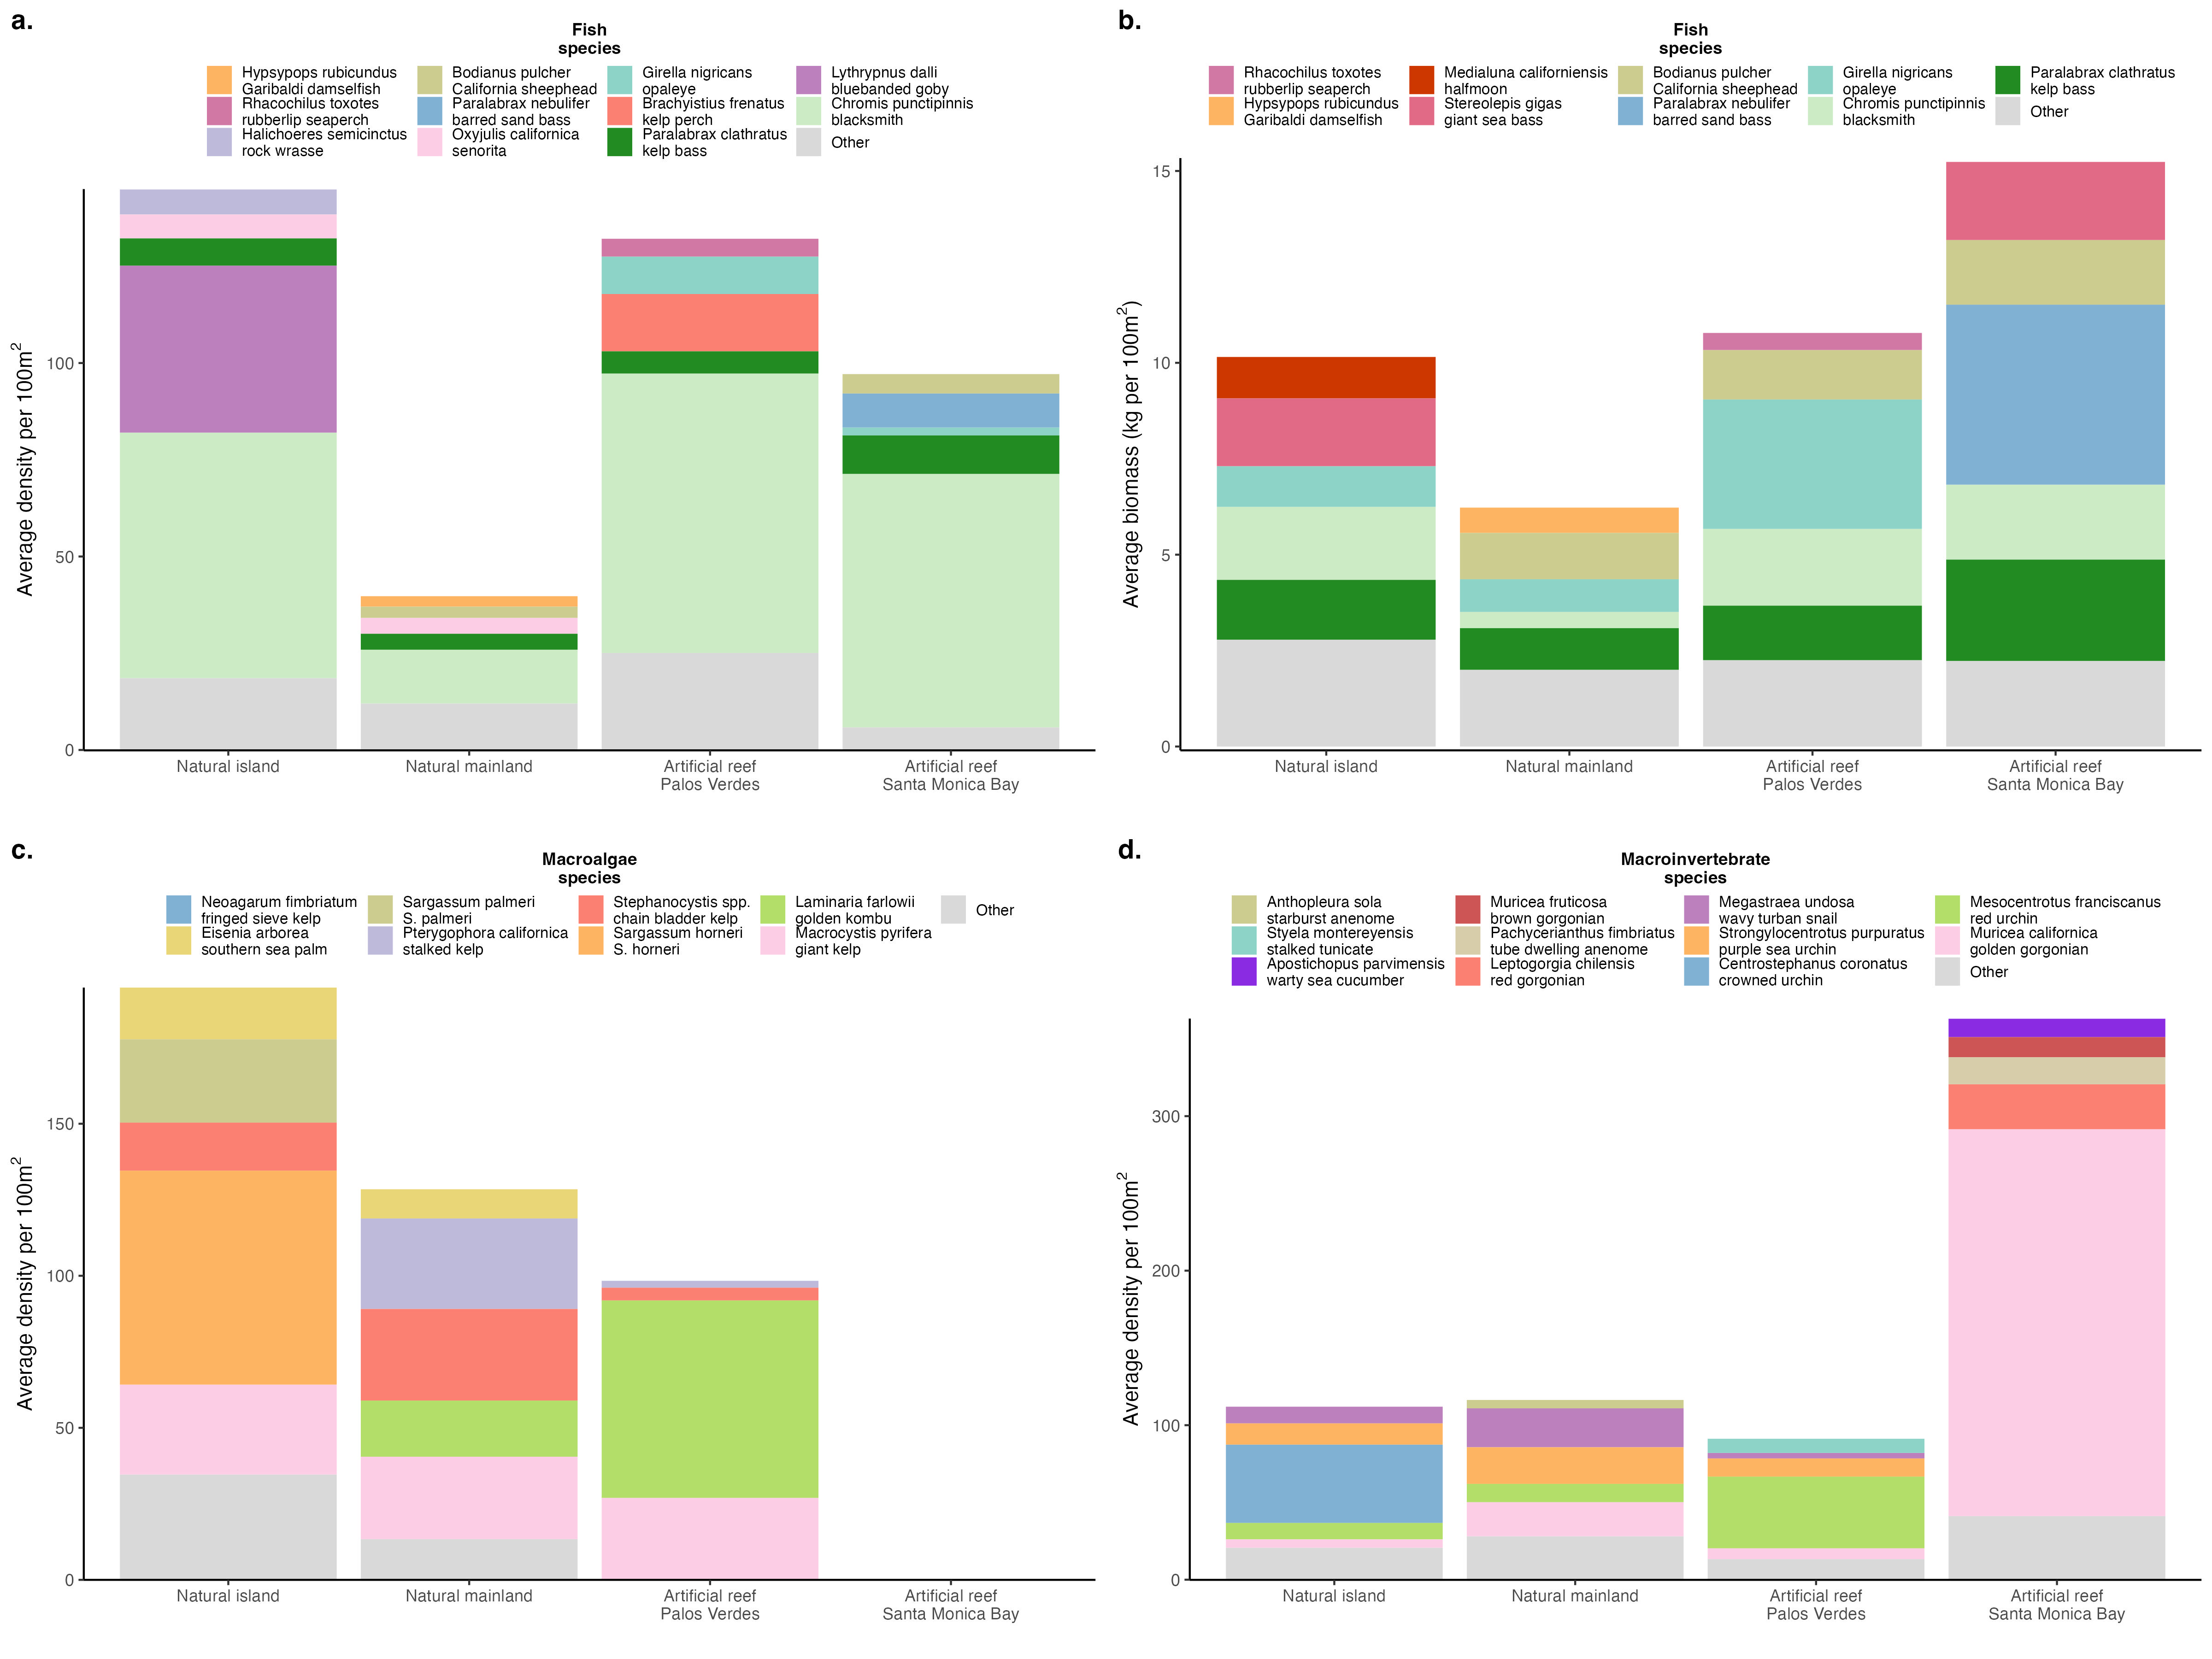 a.
Fish
species
Hypsypops rubicundus
Garibaldi damselfish
Rhacochilus toxotes
rubberlip seaperch
Halichoeres semicinctus
rock wrasse
Bodianus pulcher
California sheephead
Paralabrax nebulifer
barred sand bass
Oxyjulis californica
senorita
Girella nigricans
opaleye
Brachyistius frenatus
kelp perch
Paralabrax clathratus
kelp bass
Lythrypnus dalli
bluebanded goby
Chromis punctipinnis
blacksmith
Other
Average density per 100m²
100
50
0
Natural island
Natural mainland
Artificial reef
Palos Verdes
Artificial reef
Santa Monica Bay
b.
Fish
species
Rhacochilus toxotes
rubberlip seaperch
Hypsypops rubicundus
Garibaldi damselfish
Medialuna californiensis
halfmoon
Stereolepis gigas
giant sea bass
Bodianus pulcher
California sheephead
Paralabrax nebulifer
barred sand bass
Girella nigricans
opaleye
Chromis punctipinnis
blacksmith
Paralabrax clathratus
kelp bass
Other
Average biomass (kg per 100m²)
15
10
5
0
Natural island
Natural mainland
Artificial reef
Palos Verdes
Artificial reef
Santa Monica Bay
c.
Macroalgae
species
Neoagarum fimbriatum
fringed sieve kelp
Eisenia arborea
southern sea palm
Sargassum palmeri
S. palmeri
Pterygophora californica
stalked kelp
Stephanocystis spp.
chain bladder kelp
Sargassum horneri
S. horneri
Laminaria farlowii
golden kombu
Macrocystis pyrifera
giant kelp
Other
Average density per 100m²
150
100
50
0
Natural island
Natural mainland
Artificial reef
Palos Verdes
Artificial reef
Santa Monica Bay
d.
Macroinvertebrate
species
Anthopleura sola
starburst anenome
Styela montereyensis
stalked tunicate
Apostichopus parvimensis
warty sea cucumber
Muricea fruticosa
brown gorgonian
Pachycerianthus fimbriatus
tube dwelling anenome
Leptogorgia chilensis
red gorgonian
Megastraea undosa
wavy turban snail
Strongylocentrotus purpuratus
purple sea urchin
Centrostephanus coronatus
crowned urchin
Mesocentrotus franciscanus
red urchin
Muricea californica
golden gorgonian
Other
Average density per 100m²
300
200
100
0
Natural island
Natural mainland
Artificial reef
Palos Verdes
Artificial reef
Santa Monica Bay